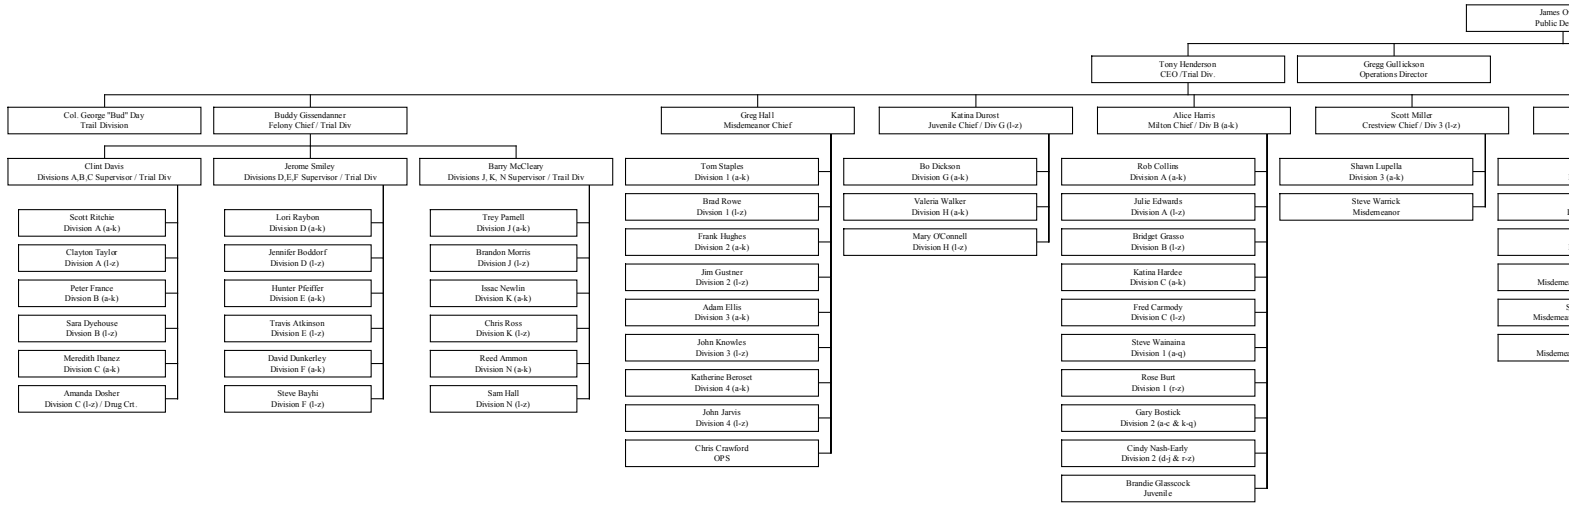 James O
Public De
Tony Henderson
CEO /Trial Div.
Gregg Gullickson
Operations Director
Col. George "Bud" Day
Trail Division
Buddy Gissendanner
Felony Chief / Trial Div
Greg Hall
Misdemeanor Chief
Katina Durost
Juvenile Chief / Div G (l-z)
Alice Harris
Milton Chief / Div B (a-k)
Scott Miller
Crestview Chief / Div 3 (l-z)
Clint Davis
Divisions A,B,C Supervisor / Trial Div
Scott Ritchie
Division A (a-k)
Clayton Taylor
Division A (l-z)
Peter France
Divsion B (a-k)
Sara Dyehouse
Divsion B (l-z)
Meredith Ibanez
Division C (a-k)
Amanda Dosher
Division C (l-z) / Drug Crt.
Jerome Smiley
Divisions D,E,F Supervisor / Trial Div
Lori Raybon
Division D (a-k)
Jennifer Boddorf
Division D (l-z)
Hunter Pfeiffer
Division E (a-k)
Travis Atkinson
Division E (l-z)
David Dunkerley
Division F (a-k)
Steve Bayhi
Division F (l-z)
Barry McCleary
Divisions J, K, N Supervisor / Trail Div
Trey Parnell
Division J (a-k)
Brandon Morris
Division J (l-z)
Issac Newlin
Division K (a-k)
Chris Ross
Division K (l-z)
Reed Ammon
Division N (a-k)
Sam Hall
Division N (l-z)
Tom Staples
Division 1 (a-k)
Brad Rowe
Divsion 1 (l-z)
Frank Hughes
Division 2 (a-k)
Jim Gustner
Division 2 (l-z)
Adam Ellis
Division 3 (a-k)
John Knowles
Division 3 (l-z)
Katherine Beroset
Division 4 (a-k)
John Jarvis
Division 4 (l-z)
Chris Crawford
OPS
Bo Dickson
Division G (a-k)
Valeria Walker
Division H (a-k)
Mary O'Connell
Division H (l-z)
Rob Collins
Division A (a-k)
Julie Edwards
Division A (l-z)
Bridget Grasso
Division B (l-z)
Katina Hardee
Division C (a-k)
Fred Carmody
Division C (l-z)
Steve Wainaina
Division 1 (a-q)
Rose Burt
Division 1 (r-z)
Gary Bostick
Division 2 (a-c & k-q)
Cindy Nash-Early
Division 2 (d-j & r-z)
Brandie Glasscock
Juvenile
Shawn Lupella
Division 3 (a-k)
Steve Warrick
Misdemeanor
Misdeme
S
Misdemea
Misdeme